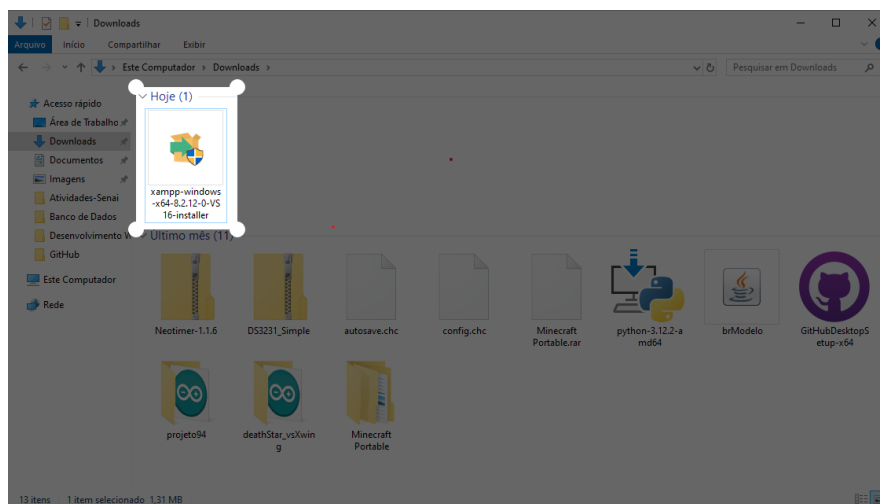 Downloads
Arquivo Início Compartilhar Exibir
Este Computador Downloads
Pesquisar em Downloads
Acesso rápido
Área de Trabalho
Downloads
Documentos
Imagens
Atividades-Senai
Banco de Dados
Desenvolvimento W
GitHub
Este Computador
Rede
Hoje (1)
xampp-windows
-x64-8.2.12-0-VS
16-installer
Último mês (11)
Neotimer-1.1.6
DS3231_Simple
autosave.chc
config.chc
Minecraft
Portable.rar
python-3.12.2-a
md64
brModelo
GitHubDesktopS
etup-x64
projeto94
deathStar_vsXwin
g
Minecraft
Portable
13 itens 1 item selecionado 1,31 MB